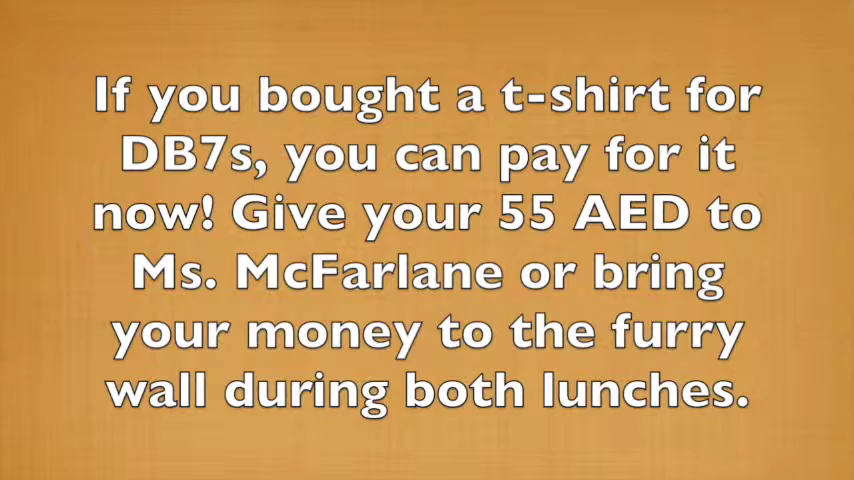 If you bought a t-shirt for
DB7s, you can pay for it
now! Give your 55 AED to
Ms. McFarlane or bring
your money to the furry
wall during both lunches.